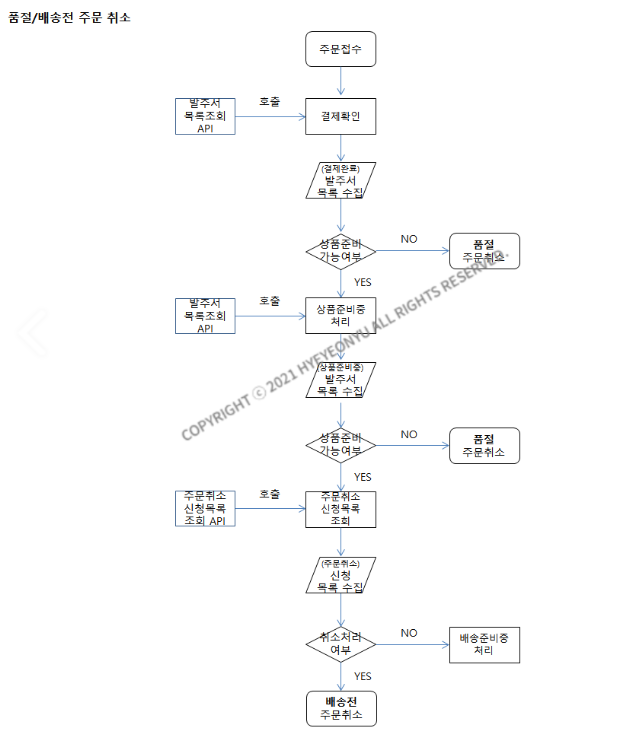 품절/배송전 주문 취소
주문접수
발주서
목록조회
API
호출
결제확인
(결제완료)
발주서
목록 수집
상품준비
가능여부
NO
품절
주문취소
YES
발주서
목록조회
API
호출
상품준비중
처리
(상품준비중)
발주서
목록 수집
COPYRIGHT ⓒ 2021 HYEYEONYU ALL RIGHTS RESERVED.
상품준비
가능여부
NO
품절
주문취소
YES
주문취소
신청목록
조회 API
호출
주문취소
신청목록
조회
(주문취소)
신청
목록 수집
취소처리
여부
NO
배송준비중
처리
YES
배송전
주문취소